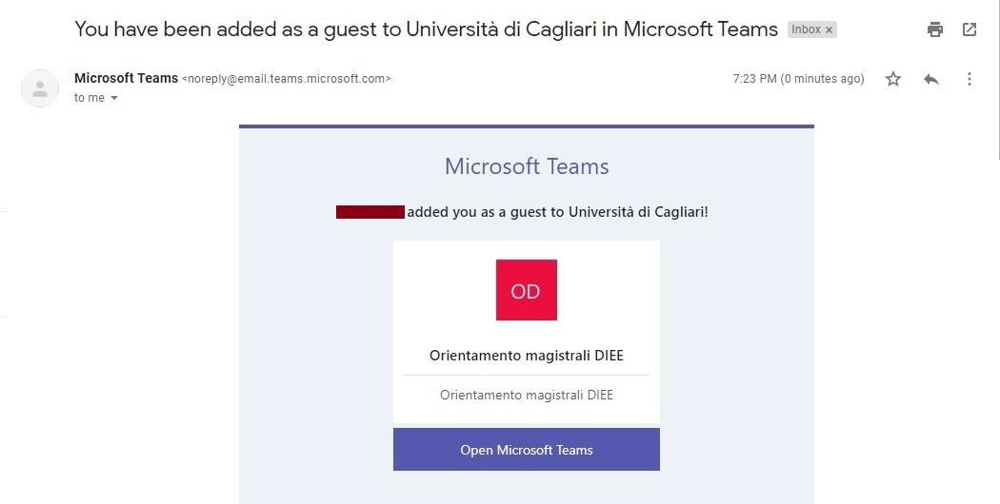 You have been added as a guest to Università di Cagliari in Microsoft Teams Inbox ×
Microsoft Teams <noreply@email.teams.microsoft.com> 7:23 PM (0 minutes ago)
to me
Microsoft Teams
added you as a guest to Università di Cagliari!
OD
Orientamento magistrali DIEE
Orientamento magistrali DIEE
Open Microsoft Teams